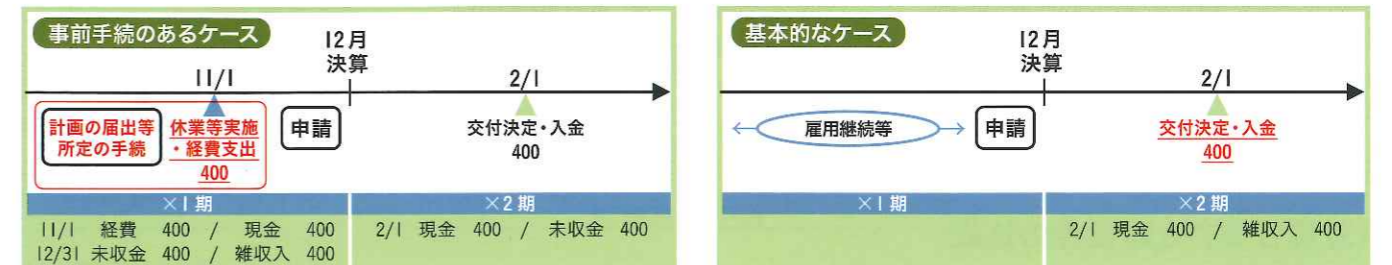 事前手続のあるケース
12月
決算
11/1
2/1
計画の届出等
所定の手続
休業等実施
・経費支出
400
申請
交付決定・入金
400
×1期
×2期
11/1 経費 400 / 現金 400
12/31 未収金 400 / 雑収入 400
2/1 現金 400 / 未収金 400
基本的なケース
12月
決算
2/1
雇用継続等
申請
交付決定・入金
400
×1期
×2期
2/1 現金 400 / 雑収入 400